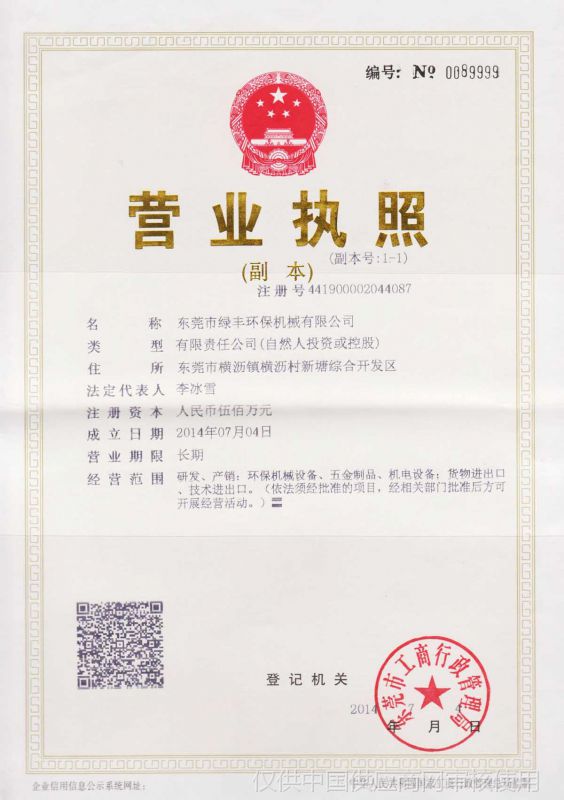 编号: № 0089999
营业执照
(副 本)
(副本号:1-1)
注册号441900002044087
名 称 东莞市绿丰环保机械有限公司
类 型 有限责任公司(自然人投资或控股)
住 所 东莞市横沥镇横沥村新塘综合开发区
法定代表人 李冰雪
注册资本 人民币伍佰万元
成立日期 2014年07月04日
营业期限 长期
经营范围 研发、产销：环保机械设备、五金制品、机电设备；货物进出口
、技术进出口。（依法须经批准的项目，经相关部门批准后方可
开展经营活动。）
登记机关
东莞市工商行政管理局
2014 7 4
年 月 日
企业信用信息公示系统网址: